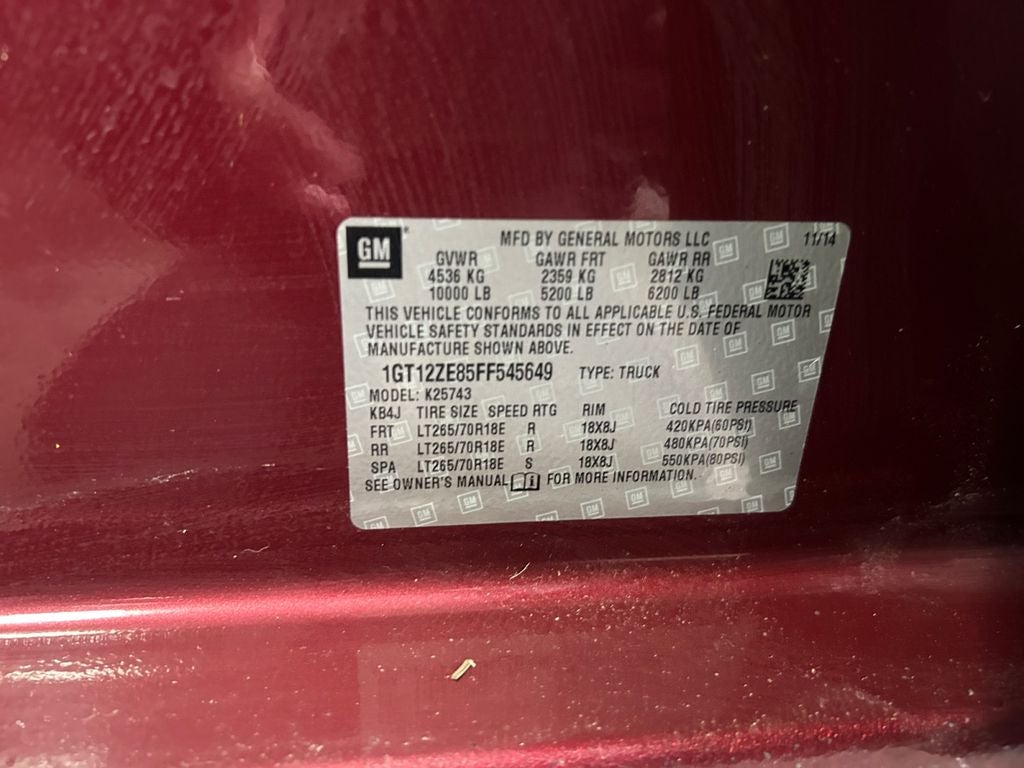 GM MFD BY GENERAL MOTORS LLC 11/14
GVWR GAWR FRT GAWR RR
4536 KG 2359 KG 2812 KG
10000 LB 5200 LB 6200 LB
THIS VEHICLE CONFORMS TO ALL APPLICABLE U.S. FEDERAL MOTOR
VEHICLE SAFETY STANDARDS IN EFFECT ON THE DATE OF
MANUFACTURE SHOWN ABOVE.
1GT12ZE85FF545649 TYPE: TRUCK
MODEL: K25743
KB4J TIRE SIZE SPEED RTG RIM COLD TIRE PRESSURE
FRT LT265/70R18E R 18X8J 420KPA(60PSI)
RR LT265/70R18E R 18X8J 480KPA(70PSI)
SPA LT265/70R18E S 18X8J 550KPA(80PSI)
SEE OWNER'S MANUAL FOR MORE INFORMATION.